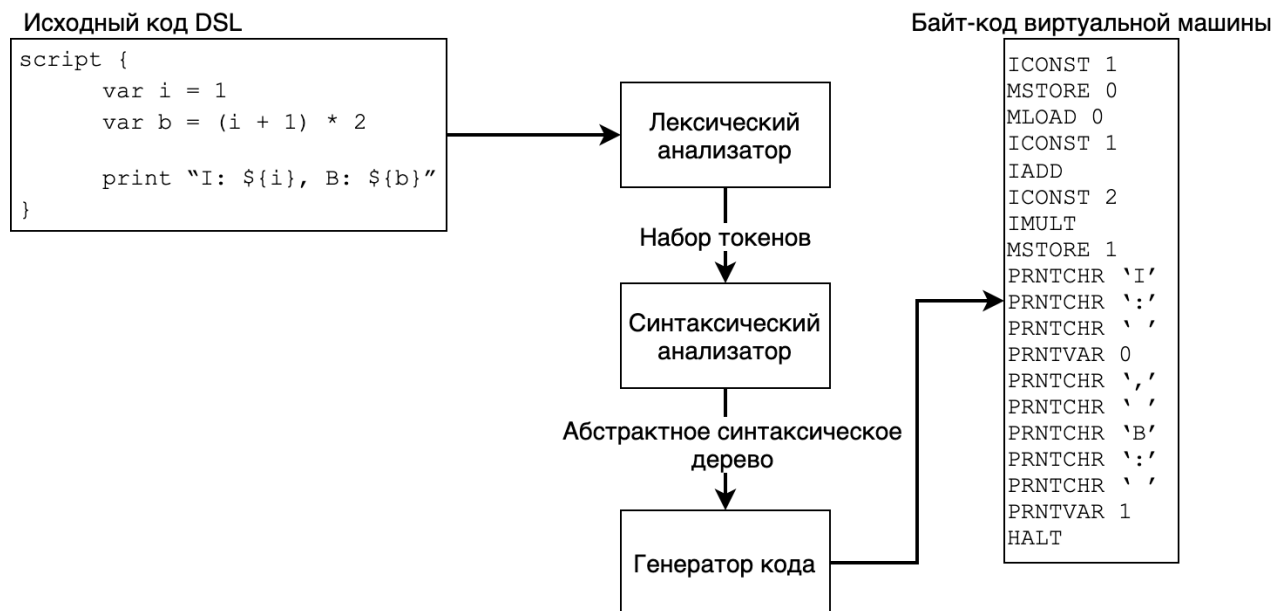 Исходный код DSL
script {
var i = 1
var b = (i + 1) * 2
print “I: ${i}, B: ${b}”
}
Лексический
анализатор
Набор токенов
Синтаксический
анализатор
Абстрактное синтаксическое
дерево
Генератор кода
Байт-код виртуальной машины
ICONST 1
MSTORE 0
MLOAD 0
ICONST 1
IADD
ICONST 2
IMULT
MSTORE 1
PRNTCHR ‘I’
PRNTCHR ‘:’
PRNTCHR ‘ ’
PRNTVAR 0
PRNTCHR ‘,’
PRNTCHR ‘ ’
PRNTCHR ‘B’
PRNTCHR ‘:’
PRNTCHR ‘ ’
PRNTVAR 1
HALT